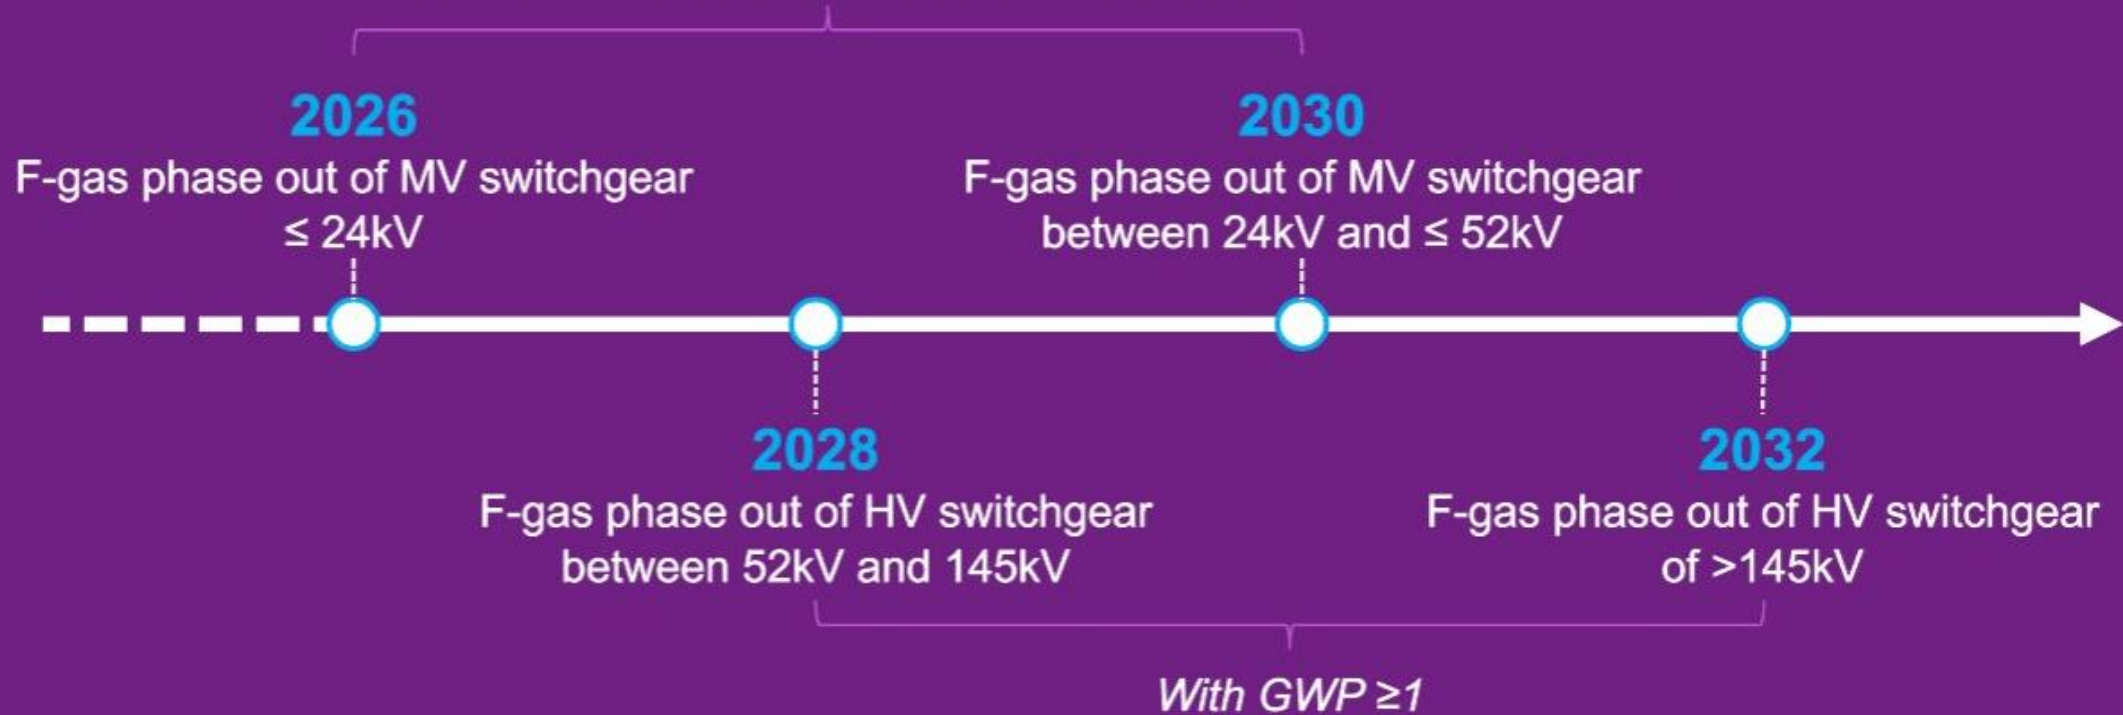 2026
F-gas phase out of MV switchgear
≤ 24kV
2030
F-gas phase out of MV switchgear
between 24kV and ≤ 52kV
2028
F-gas phase out of HV switchgear
between 52kV and 145kV
2032
F-gas phase out of HV switchgear
of >145kV
With GWP ≥1